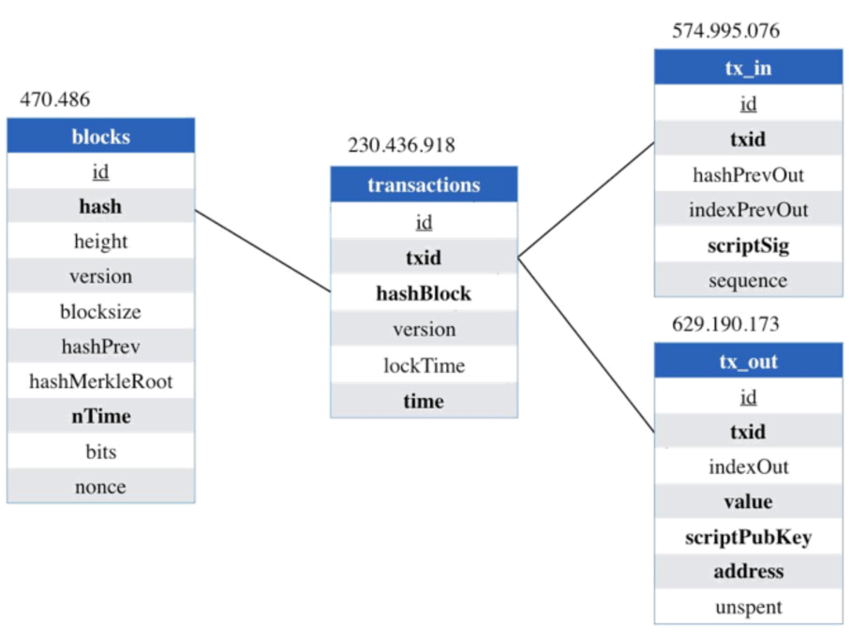 470.486
blocks
id
hash
height
version
blocksize
hashPrev
hashMerkleRoot
nTime
bits
nonce
230.436.918
transactions
id
txid
hashBlock
version
lockTime
time
574.995.076
tx_in
id
txid
hashPrevOut
indexPrevOut
scriptSig
sequence
629.190.173
tx_out
id
txid
indexOut
value
scriptPubKey
address
unspent